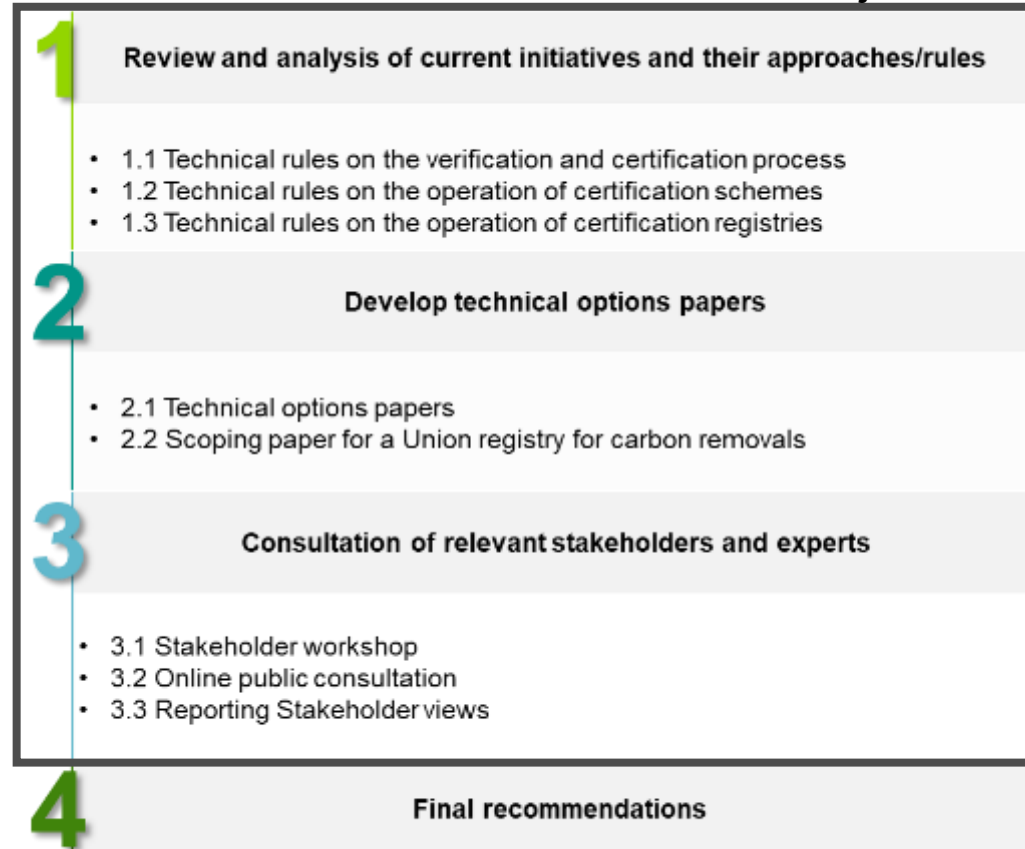 1
Review and analysis of current initiatives and their approaches/rules
• 1.1 Technical rules on the verification and certification process
• 1.2 Technical rules on the operation of certification schemes
• 1.3 Technical rules on the operation of certification registries
2
Develop technical options papers
• 2.1 Technical options papers
• 2.2 Scoping paper for a Union registry for carbon removals
3
Consultation of relevant stakeholders and experts
• 3.1 Stakeholder workshop
• 3.2 Online public consultation
• 3.3 Reporting Stakeholder views
4
Final recommendations